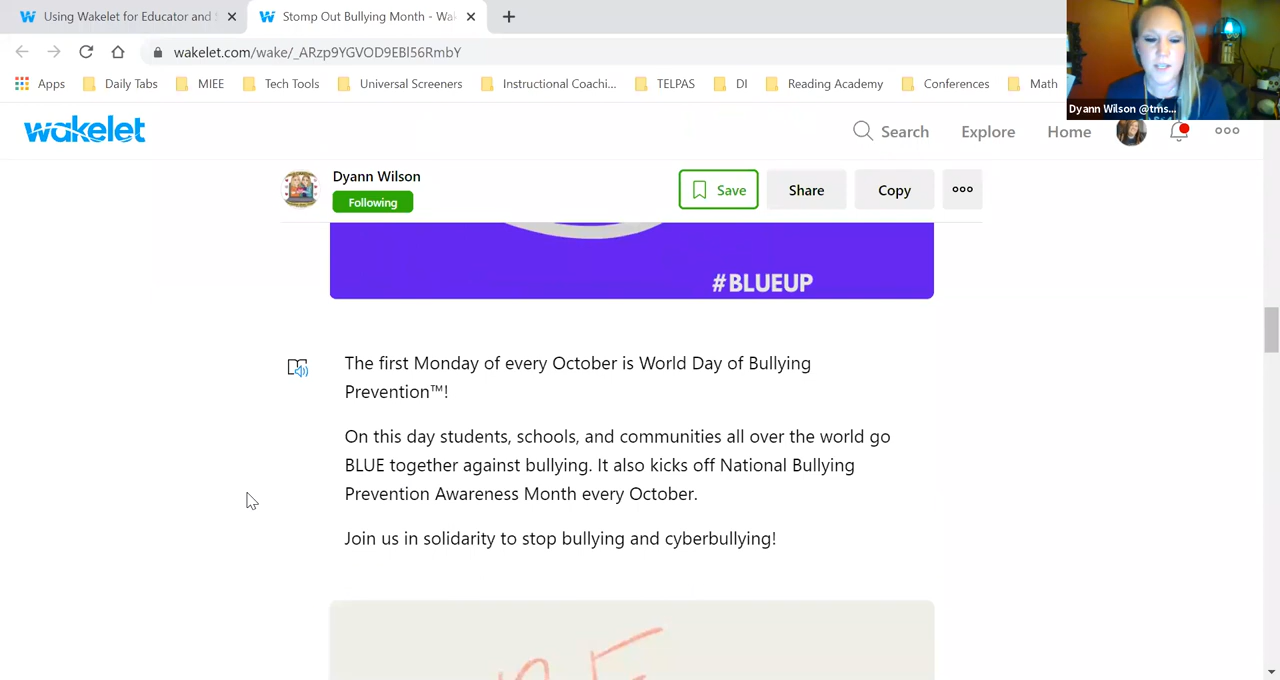 Using Wakelet for Educator and
Stomp Out Bullying Month - Wak
wakelet.com/wake/_ARzp9YGVOD9EBl56RmbY
Apps
Daily Tabs
MIEE
Tech Tools
Universal Screeners
Instructional Coachi...
TELPAS
DI
Reading Academy
Conferences
Math
Dyann Wilson @tms...
wakelet
Search
Explore
Home
Dyann Wilson
Following
Save
Share
Copy
#BLUEUP
The first Monday of every October is World Day of Bullying
Prevention™!
On this day students, schools, and communities all over the world go
BLUE together against bullying. It also kicks off National Bullying
Prevention Awareness Month every October.
Join us in solidarity to stop bullying and cyberbullying!